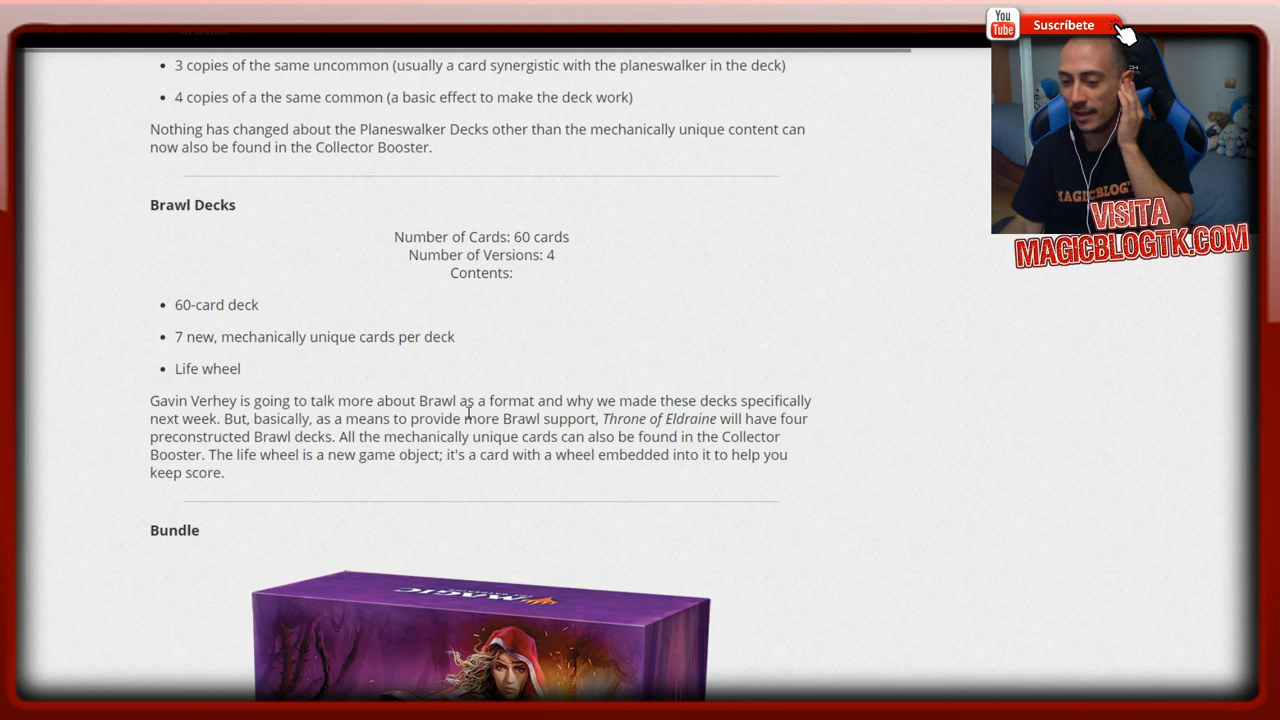 You
Tube
Suscríbete
3 copies of the same uncommon (usually a card synergistic with the planeswalker in the deck)
4 copies of a the same common (a basic effect to make the deck work)
Nothing has changed about the Planeswalker Decks other than the mechanically unique content can
now also be found in the Collector Booster.
MAGICBLOGT
VISITA
MAGICBLOGTK.COM
Brawl Decks
Number of Cards: 60 cards
Number of Versions: 4
Contents:
60-card deck
7 new, mechanically unique cards per deck
Life wheel
Gavin Verhey is going to talk more about Brawl as a format and why we made these decks specifically
next week. But, basically, as a means to provide more Brawl support, Throne of Eldraine will have four
preconstructed Brawl decks. All the mechanically unique cards can also be found in the Collector
Booster. The life wheel is a new game object; it's a card with a wheel embedded into it to help you
keep score.
Bundle
MAGIC